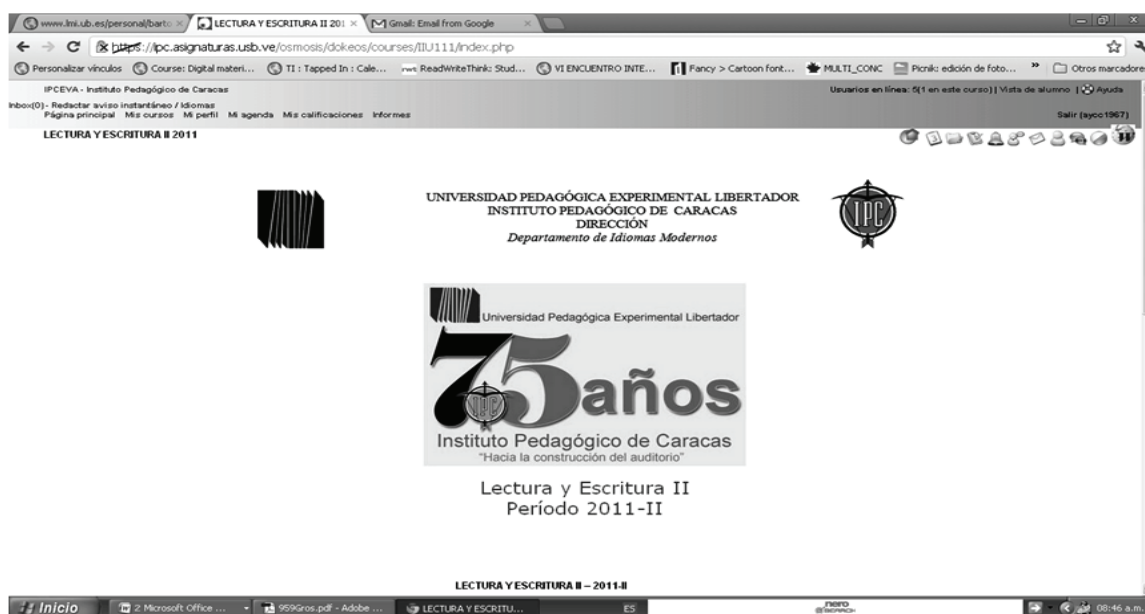 www.lmi.ub.es/personal/barto
LECTURA Y ESCRITURA II 201
Gmail: Email from Google
https://ipc.asignaturas.usb.ve/osmosis/dokeos/courses/IIU111/index.php
Personalizar vínculos
Course: Digital materi...
TI : Tapped In : Cale...
rwt ReadWriteThink: Stud...
VI ENCUENTRO INTE...
Fancy > Cartoon font...
MULTI_CONC
Picnik: edición de foto...
»
Otros marcadore
IPCEVA - Instituto Pedagógico de Caracas
Usuarios en línea: 5(1 en este curso) | Vista de alumno | Ayuda
Inbox(0) - Redactar aviso instantáneo / Idiomas
Página principal Mis cursos Mi perfil Mi agenda Mis calificaciones Informes
Salir (aycc1967)
LECTURA Y ESCRITURA II 2011
UNIVERSIDAD PEDAGÓGICA EXPERIMENTAL LIBERTADOR
INSTITUTO PEDAGÓGICO DE CARACAS
DIRECCIÓN
Departamento de Idiomas Modernos
IPC
Universidad Pedagógica Experimental Libertador
75 años
IPC
Instituto Pedagógico de Caracas
"Hacia la construcción del auditorio"
Lectura y Escritura II
Período 2011-II
LECTURA Y ESCRITURA II – 2011-II
Inicio
2 Microsoft Office ...
959Gros.pdf - Adobe ...
LECTURA Y ESCRITU...
ES
nero
SEARCH
08:46 a.m.